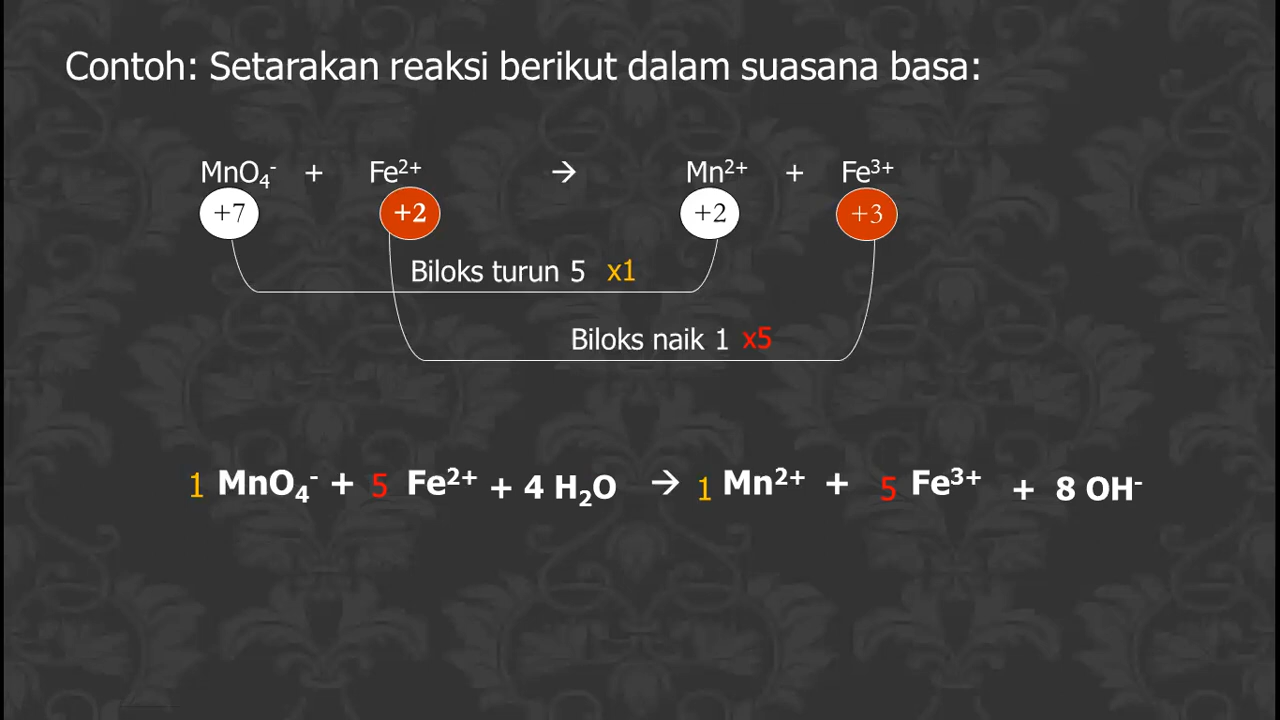 Contoh: Setarakan reaksi berikut dalam suasana basa:
MnO₄⁻ + Fe²⁺ → Mn²⁺ + Fe³⁺
+7 +2 +2 +3
Biloks turun 5 x1
Biloks naik 1 x5
1 MnO₄⁻ + 5 Fe²⁺ + 4 H₂O → 1 Mn²⁺ + 5 Fe³⁺ + 8 OH⁻